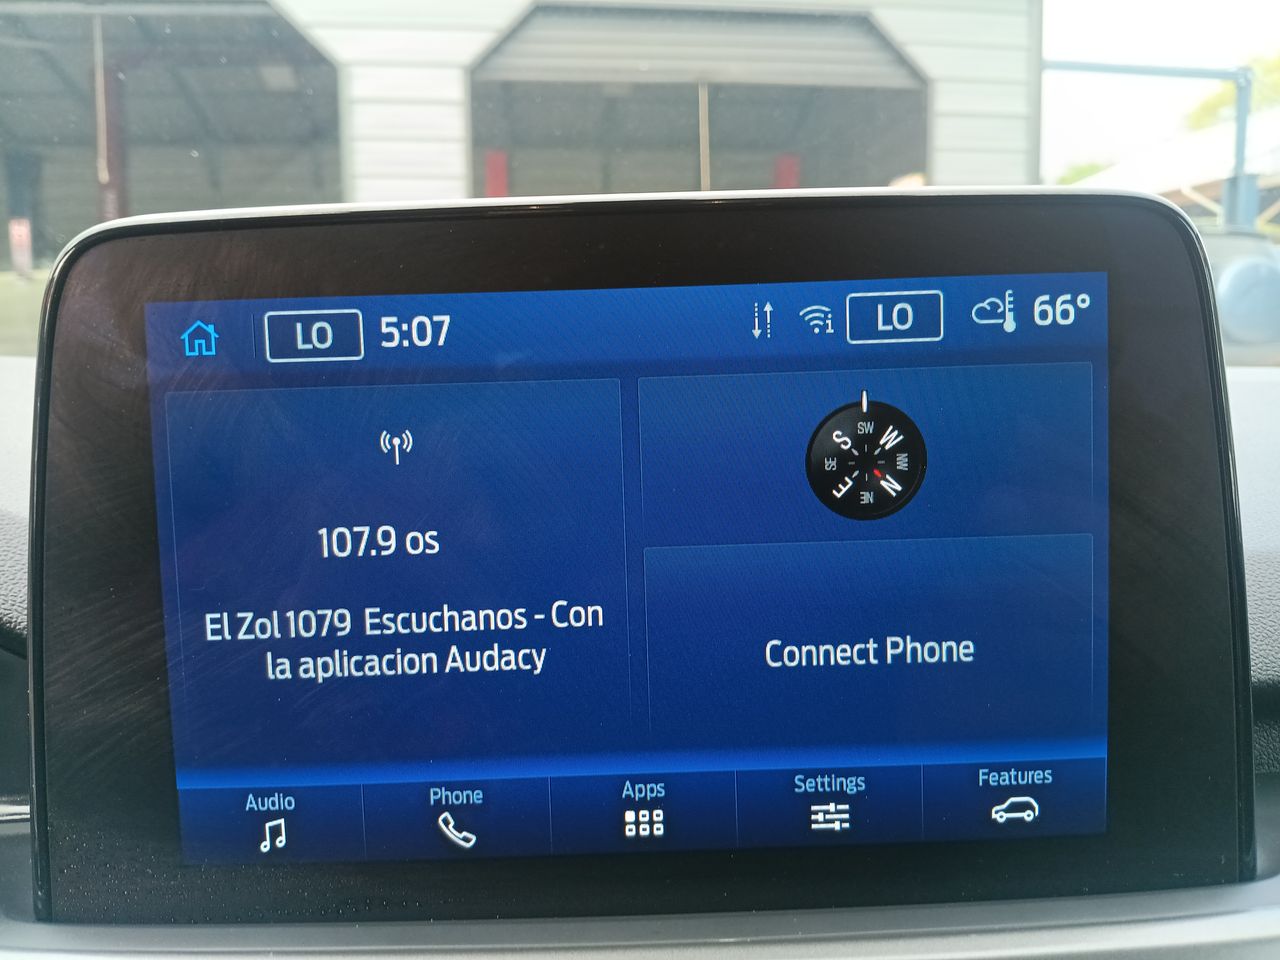 LO 5:07 LO 66°
107.9 os
El Zol 1079 Escuchanos - Con
la aplicacion Audacy
SW
S W
SE NW
E N
NE
Connect Phone
Audio Phone Apps Settings Features